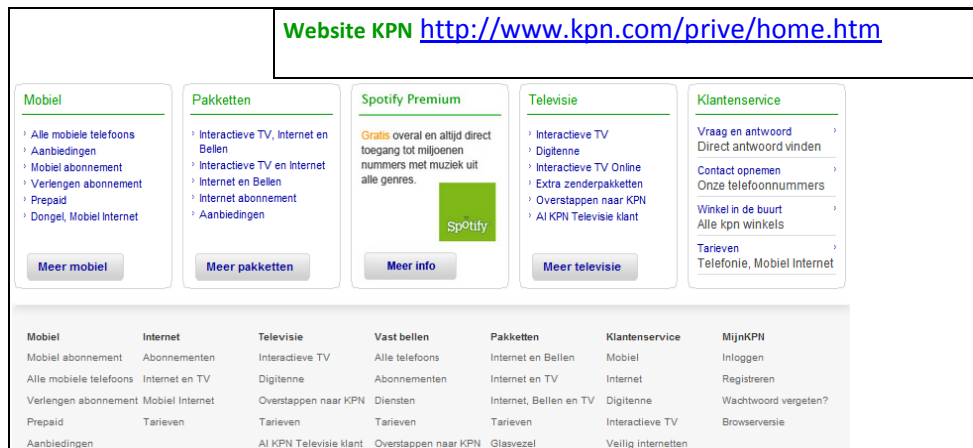 Website KPN http://www.kpn.com/prive/home.htm
Mobiel
Alle mobiele telefoons
Aanbiedingen
Mobiel abonnement
Verlengen abonnement
Prepaid
Dongel, Mobiel Internet
Meer mobiel
Pakketten
Interactieve TV, Internet en
Bellen
Interactieve TV en Internet
Internet en Bellen
Internet abonnement
Aanbiedingen
Meer pakketten
Spotify Premium
Gratis overal en altijd direct
toegang tot miljoenen
nummers met muziek uit
alle genres.
Spotify
Meer info
Televisie
Interactieve TV
Digitenne
Interactieve TV Online
Extra zenderpakketten
Overstappen naar KPN
Al KPN Televisie klant
Meer televisie
Klantenservice
Vraag en antwoord
Direct antwoord vinden
Contact opnemen
Onze telefoonnummers
Winkel in de buurt
Alle kpn winkels
Tarieven
Telefonie, Mobiel Internet
Mobiel
Mobiel abonnement
Alle mobiele telefoons
Verlengen abonnement
Prepaid
Aanbiedingen
Internet
Abonnementen
Internet en TV
Mobiel Internet
Tarieven
Televisie
Interactieve TV
Digitenne
Overstappen naar KPN
Tarieven
Al KPN Televisie klant
Vast bellen
Alle telefoons
Abonnementen
Diensten
Tarieven
Overstappen naar KPN
Pakketten
Internet en Bellen
Internet en TV
Internet, Bellen en TV
Tarieven
Glasvezel
Klantenservice
Mobiel
Internet
Digitenne
Interactieve TV
Veilig internetten
MijnKPN
Inloggen
Registreren
Wachtwoord vergeten?
Browserversie